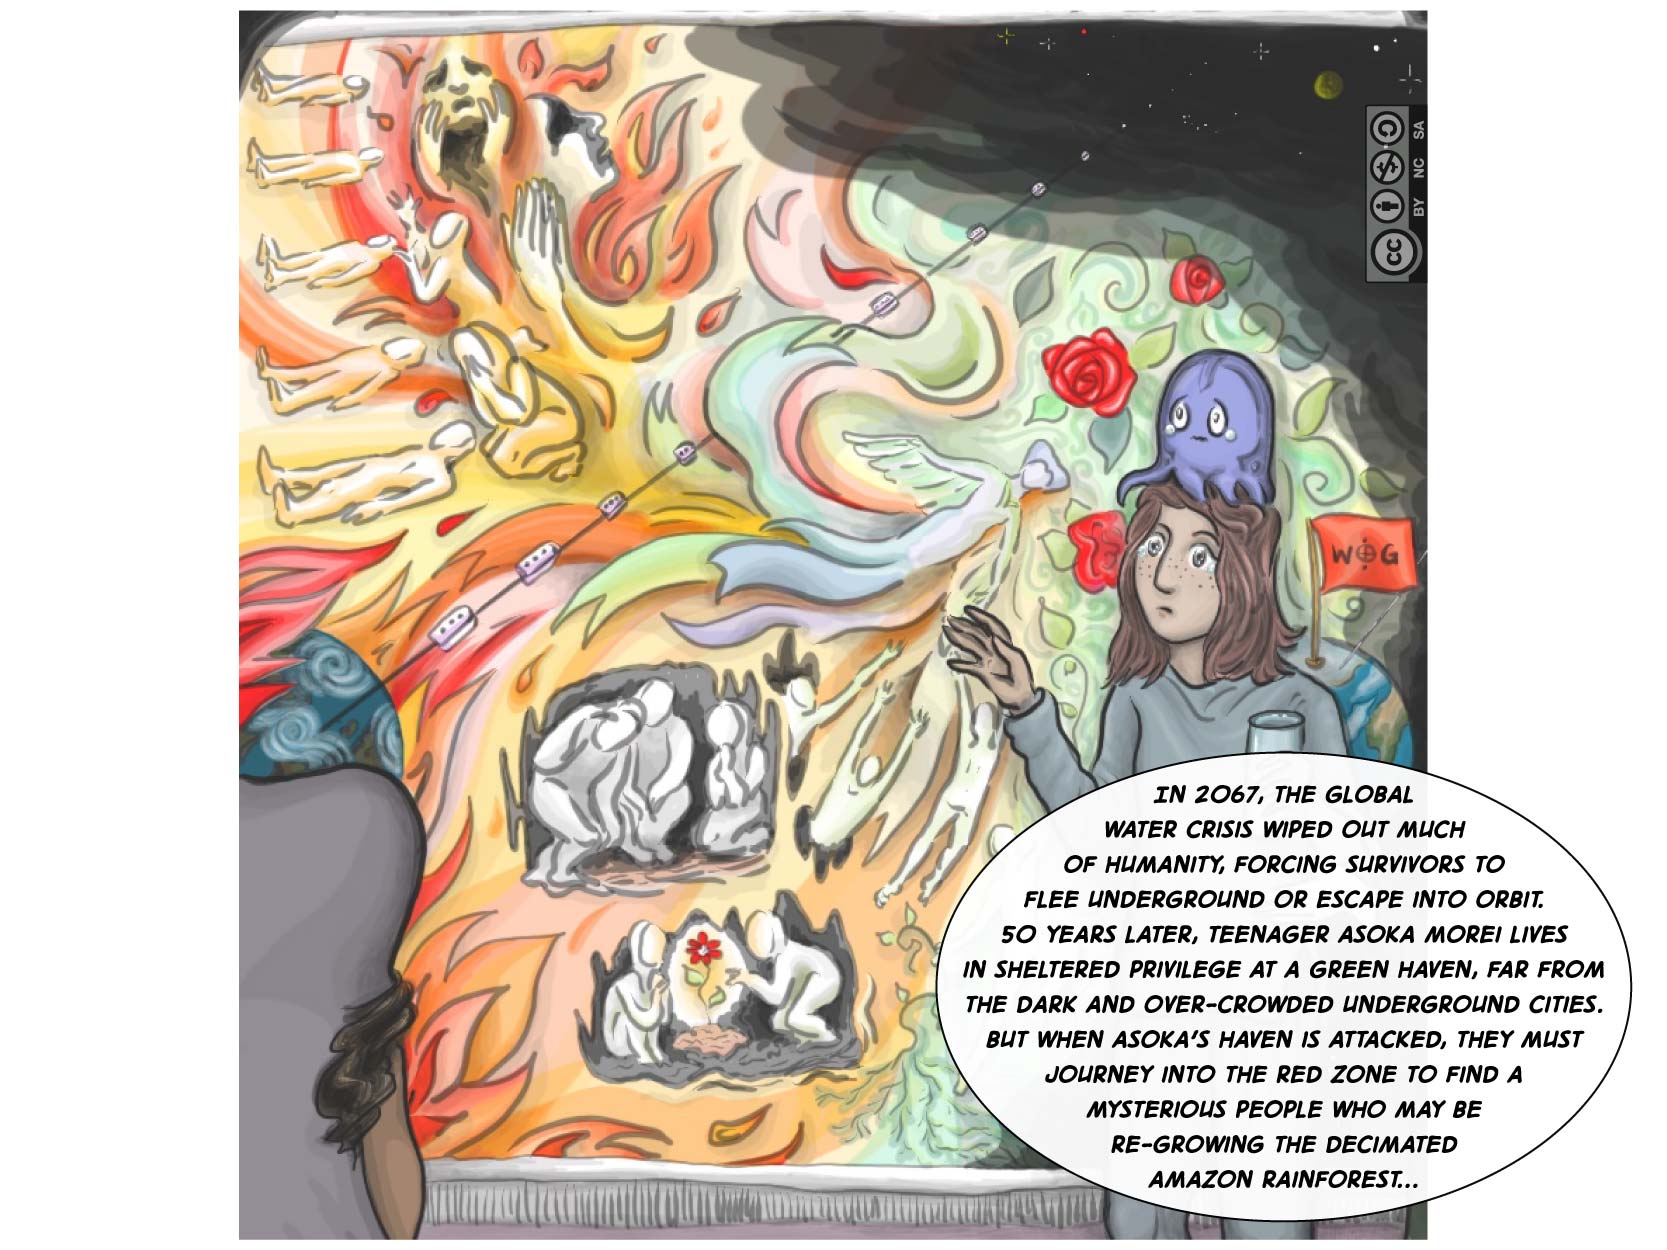 BY NC SA
cc
W G
IN 2067, THE GLOBAL
WATER CRISIS WIPED OUT MUCH
OF HUMANITY, FORCING SURVIVORS TO
FLEE UNDERGROUND OR ESCAPE INTO ORBIT.
50 YEARS LATER, TEENAGER ASOKA MOREI LIVES
IN SHELTERED PRIVILEGE AT A GREEN HAVEN, FAR FROM
THE DARK AND OVER-CROWDED UNDERGROUND CITIES.
BUT WHEN ASOKA'S HAVEN IS ATTACKED, THEY MUST
JOURNEY INTO THE RED ZONE TO FIND A
MYSTERIOUS PEOPLE WHO MAY BE
RE-GROWING THE DECIMATED
AMAZON RAINFOREST...